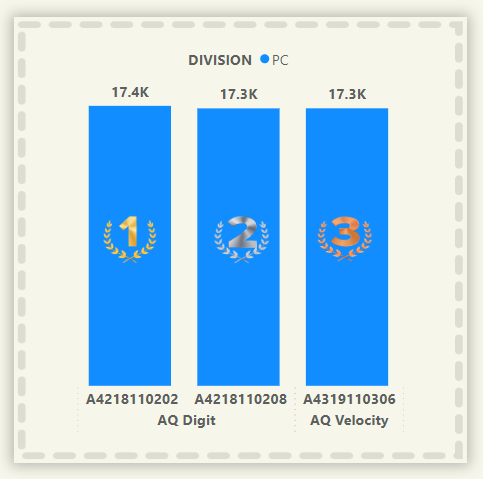 DIVISION PC
17.4K 17.3K 17.3K
1 2 3
A4218110202 A4218110208 A4319110306
AQ Digit AQ Velocity